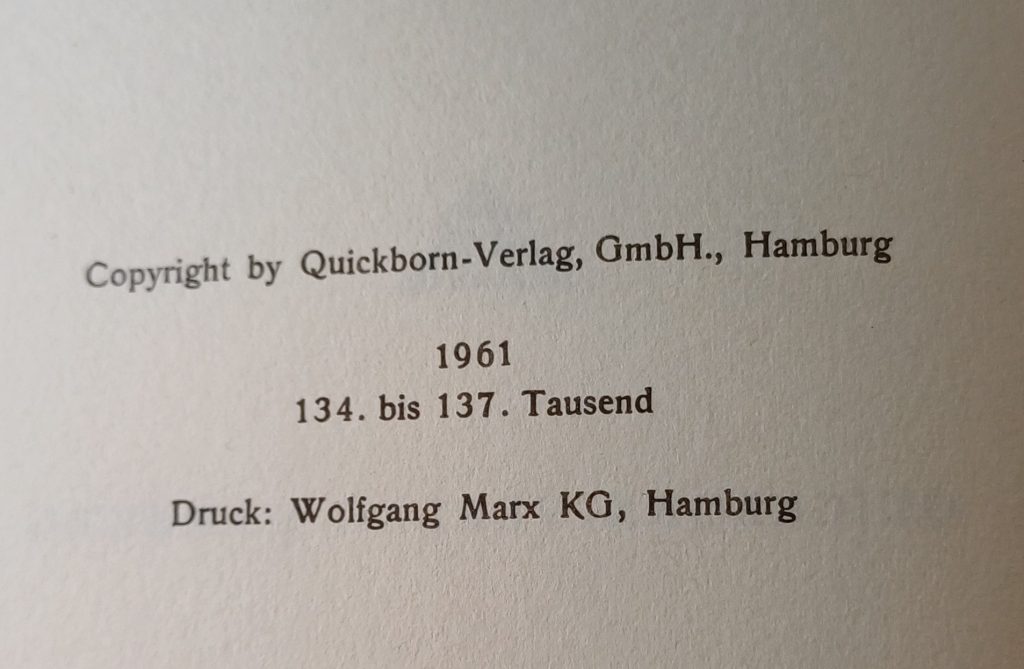 Copyright by Quickborn-Verlag, GmbH., Hamburg
1961
134. bis 137. Tausend
Druck: Wolfgang Marx KG, Hamburg